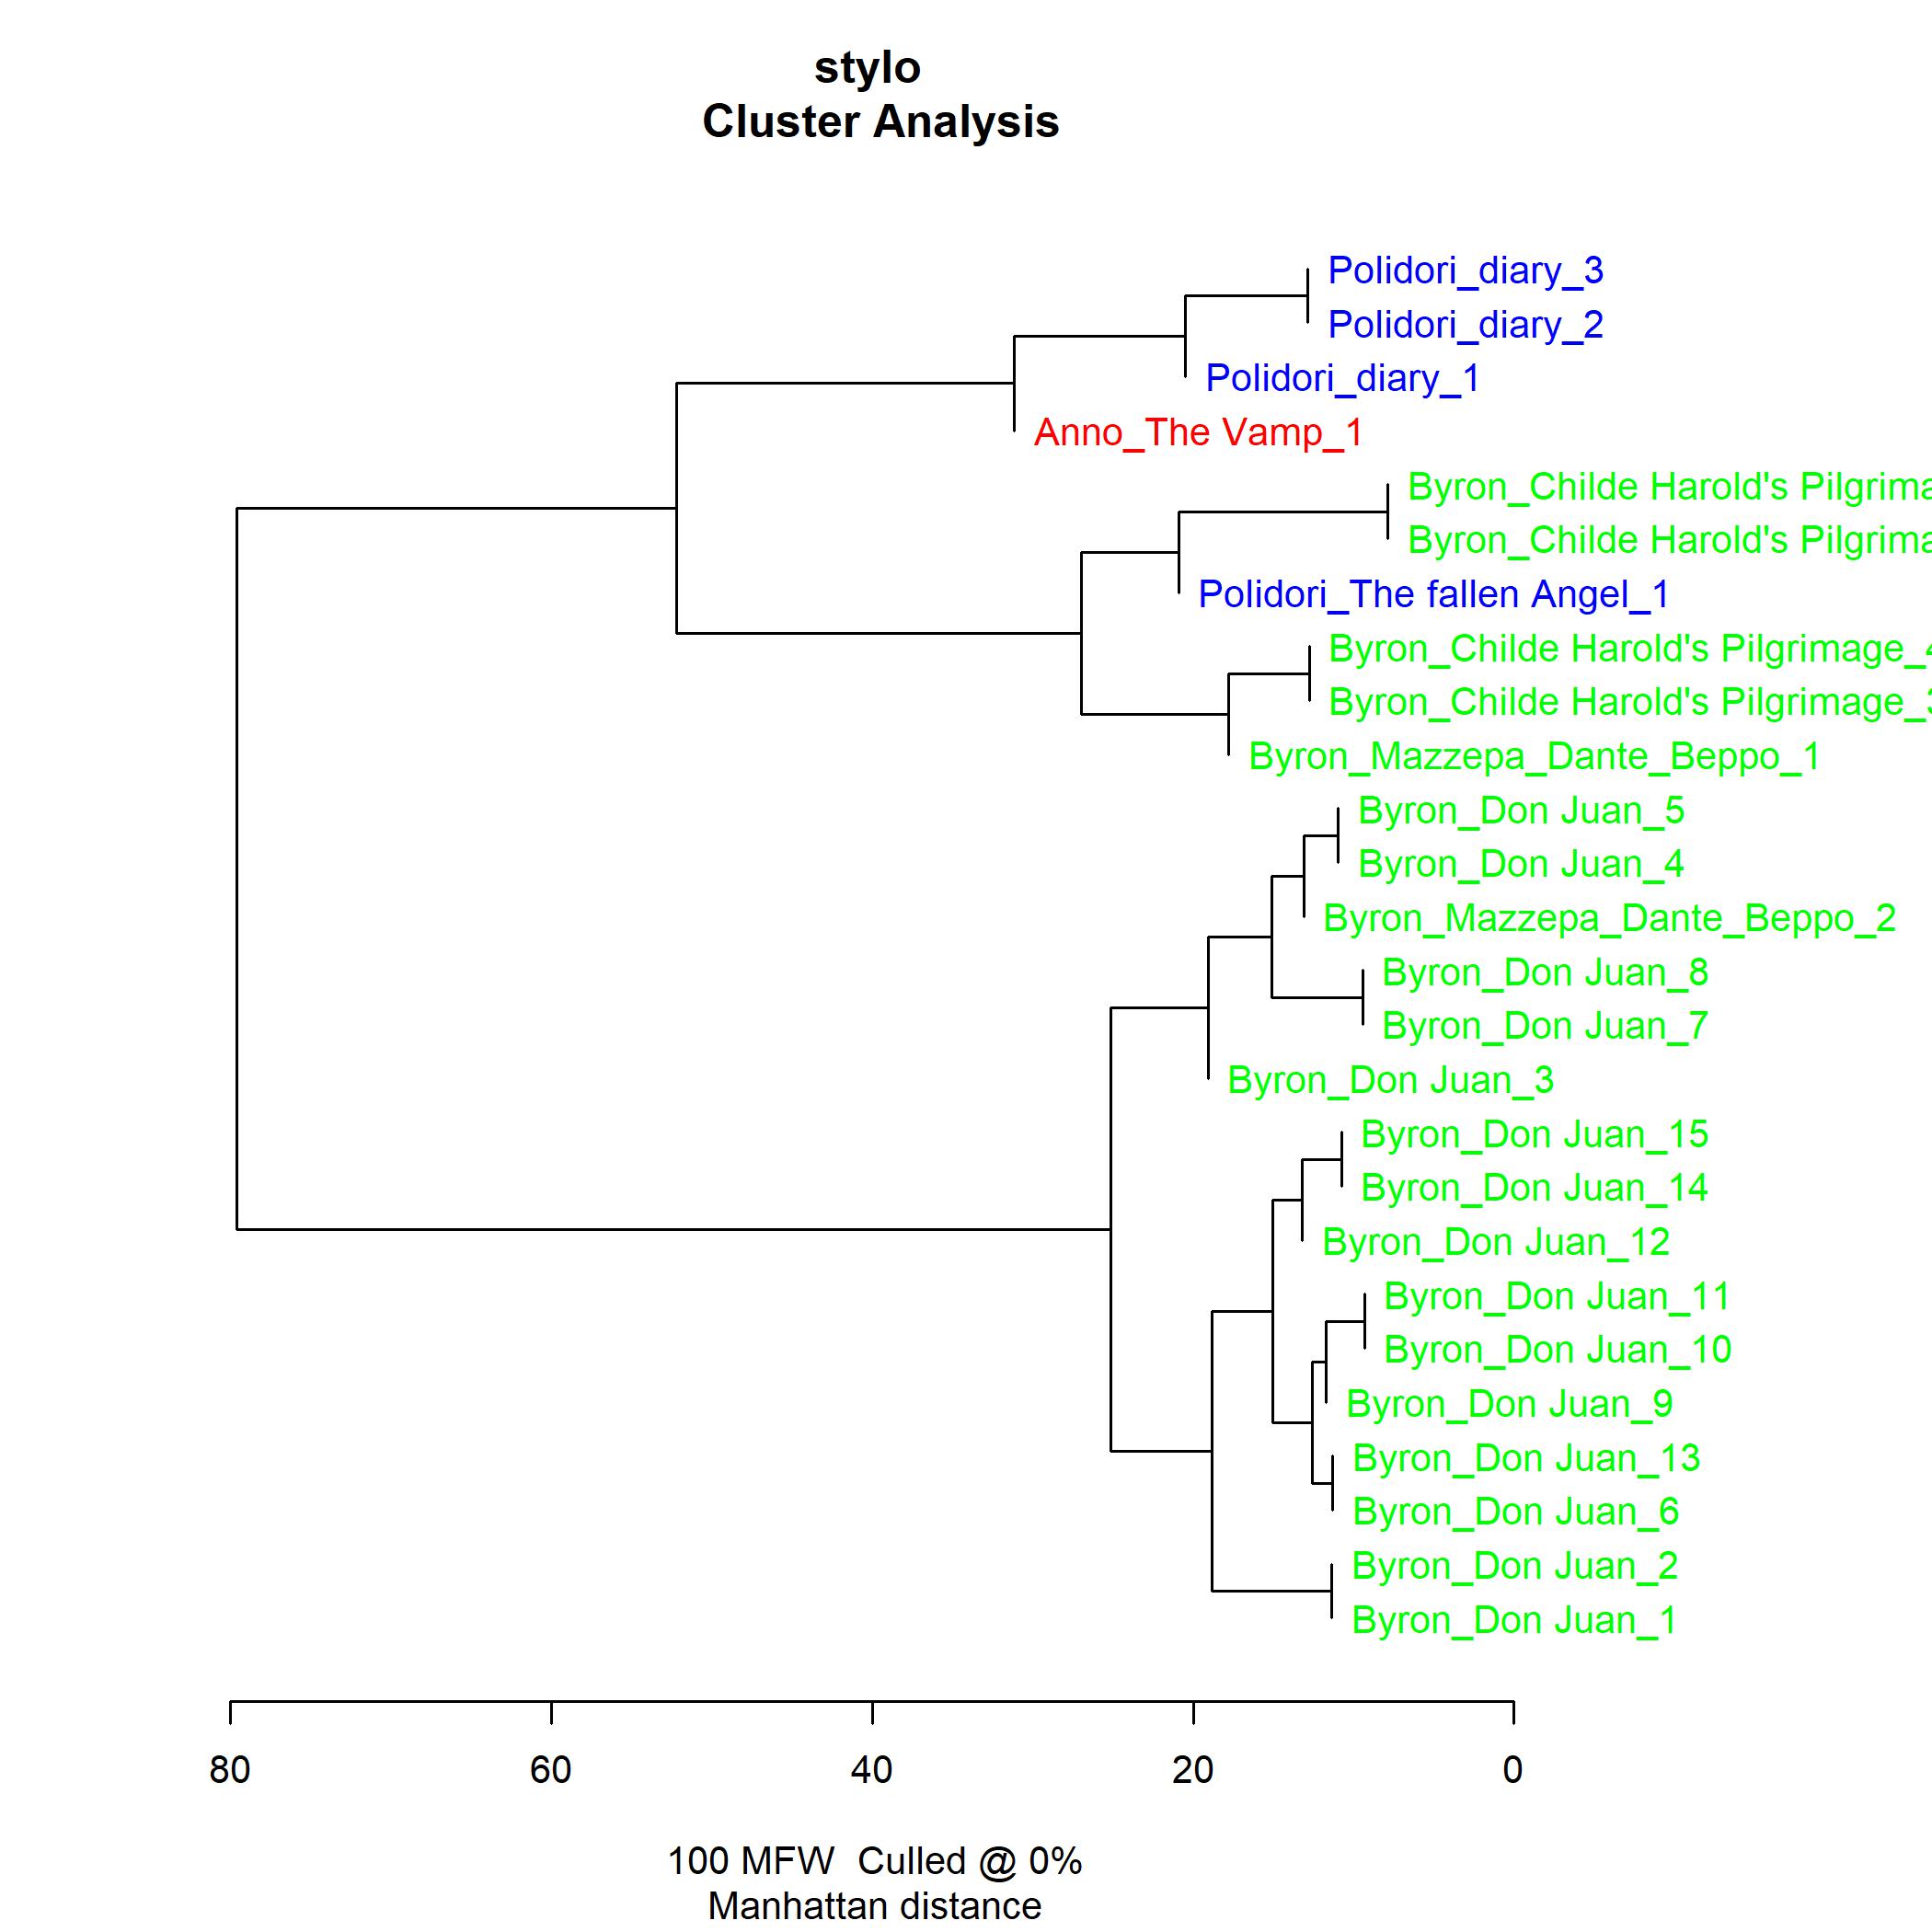 stylo
Cluster Analysis
Polidori_diary_3
Polidori_diary_2
Polidori_diary_1
Anno_The Vamp_1
Byron_Childe Harold's Pilgrima
Byron_Childe Harold's Pilgrima
Polidori_The fallen Angel_1
Byron_Childe Harold's Pilgrimage_4
Byron_Childe Harold's Pilgrimage_3
Byron_Mazzepa_Dante_Beppo_1
Byron_Don Juan_5
Byron_Don Juan_4
Byron_Mazzepa_Dante_Beppo_2
Byron_Don Juan_8
Byron_Don Juan_7
Byron_Don Juan_3
Byron_Don Juan_15
Byron_Don Juan_14
Byron_Don Juan_12
Byron_Don Juan_11
Byron_Don Juan_10
Byron_Don Juan_9
Byron_Don Juan_13
Byron_Don Juan_6
Byron_Don Juan_2
Byron_Don Juan_1
80 60 40 20 0
100 MFW  Culled @ 0%
Manhattan distance